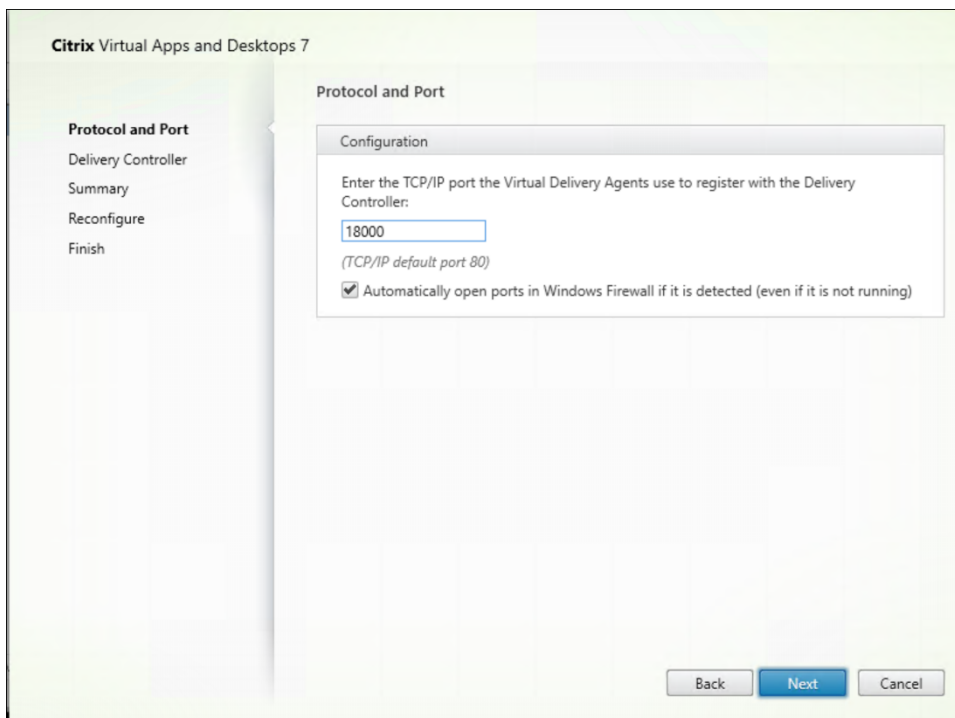 Citrix Virtual Apps and Desktops 7
Protocol and Port
Delivery Controller
Summary
Reconfigure
Finish
Protocol and Port
Configuration
Enter the TCP/IP port the Virtual Delivery Agents use to register with the Delivery
Controller:
18000
(TCP/IP default port 80)
Automatically open ports in Windows Firewall if it is detected (even if it is not running)
Back
Next
Cancel